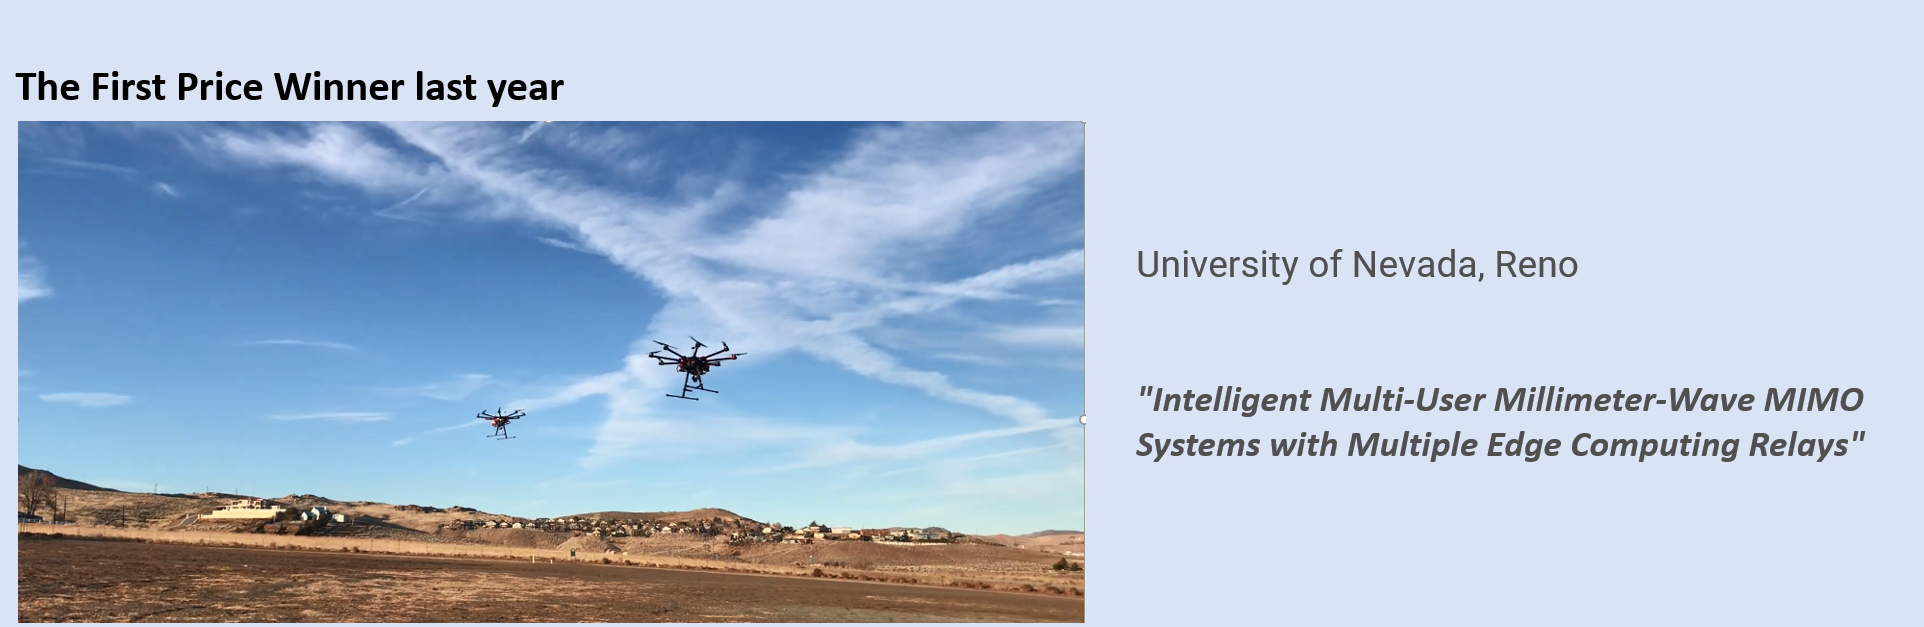 The First Price Winner last year
University of Nevada, Reno
"Intelligent Multi-User Millimeter-Wave MIMO
Systems with Multiple Edge Computing Relays"